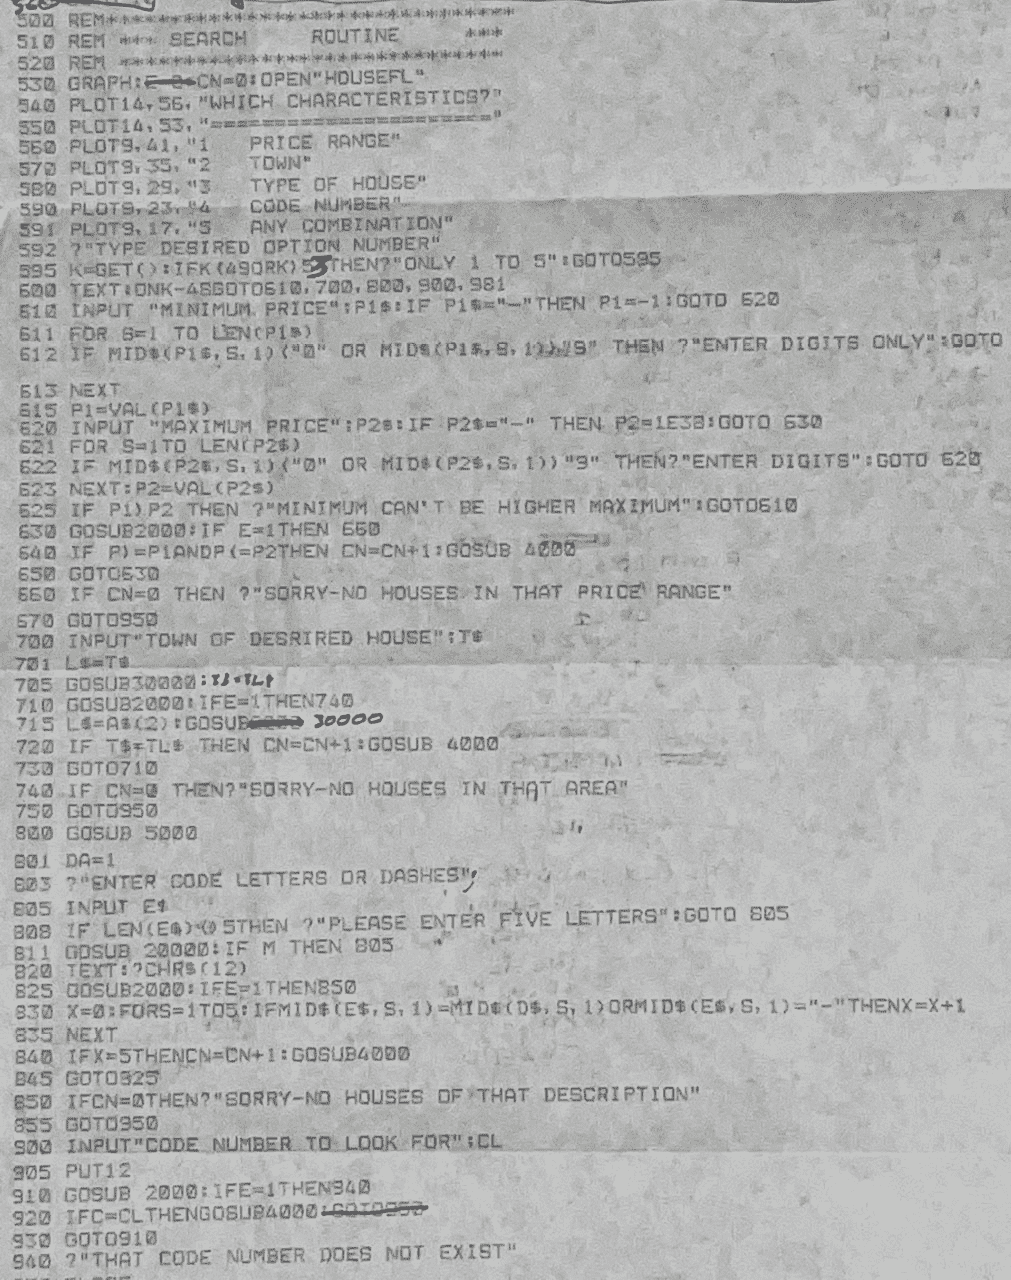 500 REM************************************
510 REM *** SEARCH ROUTINE ***
520 REM **********************************
530 GRAPH:CN=0:OPEN"HOUSEFL"
540 PLOT14,56,"WHICH CHARACTERISTICS?"
550 PLOT14,53,"======================"
560 PLOT9,41,"1 PRICE RANGE"
570 PLOT9,35,"2 TOWN"
580 PLOT9,29,"3 TYPE OF HOUSE"
590 PLOT9,23,"4 CODE NUMBER"
591 PLOT9,17,"5 ANY COMBINATION"
592 ?"TYPE DESIRED OPTION NUMBER"
595 K=GET():IFK<49ORK>53THEN?"ONLY 1 TO 5":GOTO595
600 TEXT:ONK-48GOTO610,700,800,900,981
610 INPUT "MINIMUM PRICE";P1$:IF P1$="-"THEN P1=-1:GOTO 620
611 FOR S=1 TO LEN(P1$)
612 IF MID$(P1$,S,1)<"0" OR MID$(P1$,S,1)>"9" THEN ?"ENTER DIGITS ONLY":GOTO
613 NEXT
615 P1=VAL(P1$)
620 INPUT "MAXIMUM PRICE";P2$:IF P2$="-" THEN P2=1E38:GOTO 630
621 FOR S=1TO LEN(P2$)
622 IF MID$(P2$,S,1)<"0" OR MID$(P2$,S,1)>"9" THEN?"ENTER DIGITS":GOTO 620
623 NEXT:P2=VAL(P2$)
625 IF P1>P2 THEN ?"MINIMUM CAN'T BE HIGHER MAXIMUM":GOTO610
630 GOSUB2000:IF E=1THEN 660
640 IF P>=P1ANDP<=P2THEN CN=CN+1:GOSUB 4000
650 GOTO630
660 IF CN=0 THEN ?"SORRY-NO HOUSES IN THAT PRICE RANGE"
670 GOTO950
700 INPUT"TOWN OF DESRIRED HOUSE";T$
701 L$=T$
705 GOSUB30000:T$=TL$
710 GOSUB2000:IFE=1THEN740
715 L$=A$(2):GOSUB 30000
720 IF T$=TL$ THEN CN=CN+1:GOSUB 4000
730 GOTO710
740 IF CN=0 THEN?"SORRY-NO HOUSES IN THAT AREA"
750 GOTO950
800 GOSUB 5000
801 DA=1
803 ?"ENTER CODE LETTERS OR DASHES";
805 INPUT E$
808 IF LEN(E$)<>5THEN ?"PLEASE ENTER FIVE LETTERS":GOTO 805
811 GOSUB 20000:IF M THEN 805
820 TEXT:?CHR$(12)
825 GOSUB2000:IFE=1THEN850
830 X=0:FORS=1TO5:IFMID$(E$,S,1)=MID$(D$,S,1)ORMID$(E$,S,1)="-"THENX=X+1
835 NEXT
840 IFX=5THENCN=CN+1:GOSUB4000
845 GOTO825
850 IFCN=0THEN?"SORRY-NO HOUSES OF THAT DESCRIPTION"
855 GOTO950
900 INPUT"CODE NUMBER TO LOOK FOR";CL
905 PUT12
910 GOSUB 2000:IFE=1THEN940
920 IFC=CLTHENGOSUB4000:GOTO950
930 GOTO910
940 ?"THAT CODE NUMBER DOES NOT EXIST"